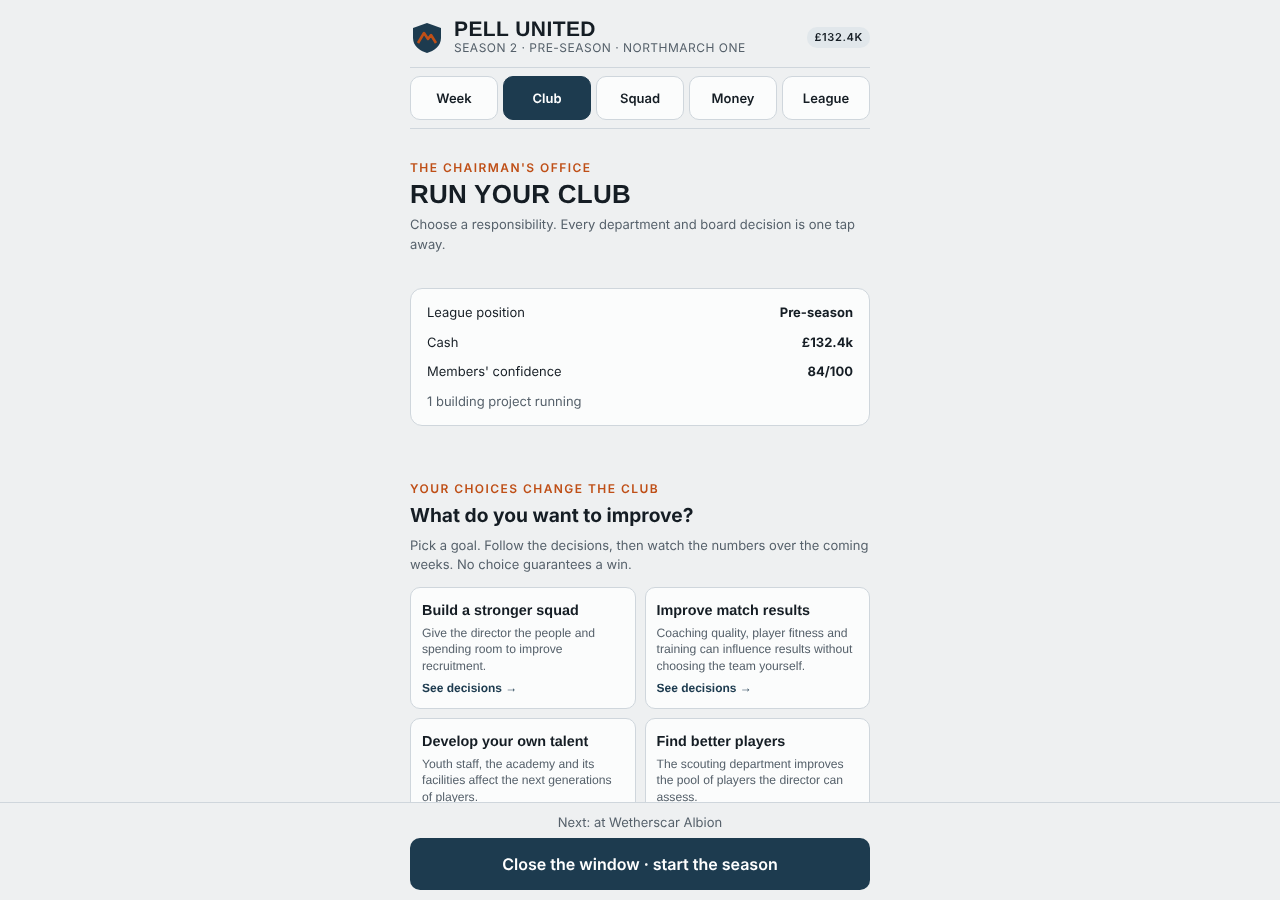 PELL UNITED
SEASON 2 · PRE-SEASON · NORTHMARCH ONE
£132.4K
Week
Club
Squad
Money
League
THE CHAIRMAN'S OFFICE
RUN YOUR CLUB
Choose a responsibility. Every department and board decision is one tap
away.
League position
Pre-season
Cash
£132.4k
Members' confidence
84/100
1 building project running
YOUR CHOICES CHANGE THE CLUB
What do you want to improve?
Pick a goal. Follow the decisions, then watch the numbers over the coming
weeks. No choice guarantees a win.
Build a stronger squad
Give the director the people and
spending room to improve
recruitment.
See decisions →
Improve match results
Coaching quality, player fitness and
training can influence results without
choosing the team yourself.
See decisions →
Develop your own talent
Youth staff, the academy and its
facilities affect the next generations
of players.
Find better players
The scouting department improves
the pool of players the director can
assess.
Next: at Wetherscar Albion
Close the window · start the season